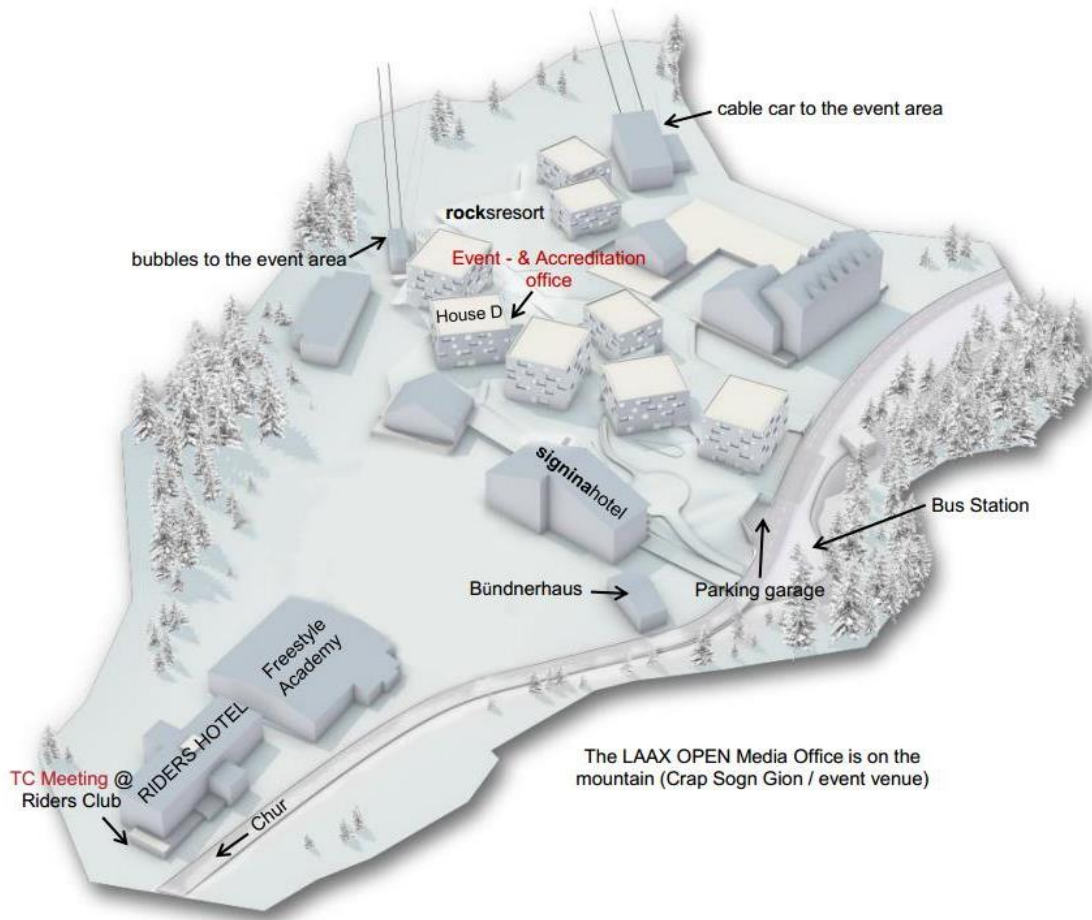 cable car to the event area
rocksresort
bubbles to the event area
Event - & Accreditation
office
House D
signinahotel
Bus Station
Bündnerhaus
Parking garage
Freestyle
Academy
RIDERS HOTEL
The LAAX OPEN Media Office is on the
mountain (Crap Sogn Gion / event venue)
TC Meeting @
Riders Club
Chur